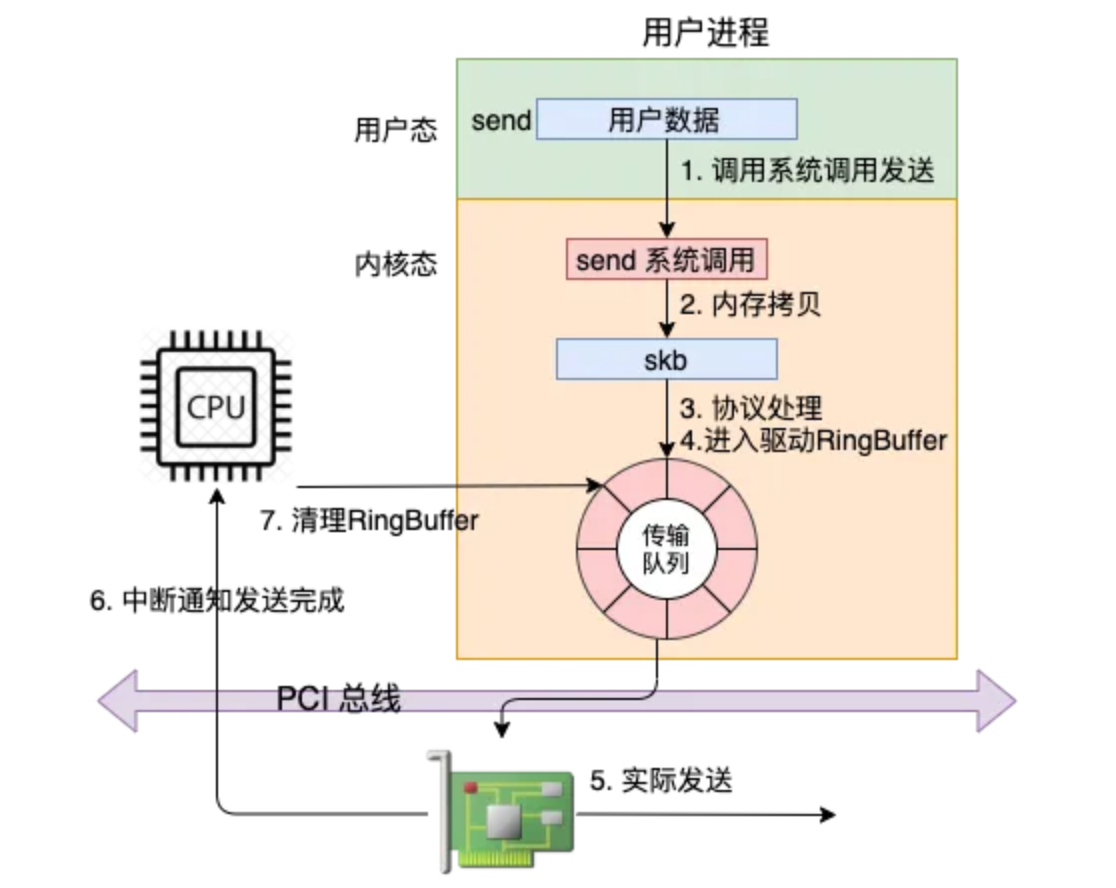 用户进程
用户态
send
用户数据
1. 调用系统调用发送
内核态
send 系统调用
2. 内存拷贝
skb
CPU
3. 协议处理
4.进入驱动RingBuffer
7. 清理RingBuffer
传输
队列
6. 中断通知发送完成
PCI 总线
5. 实际发送